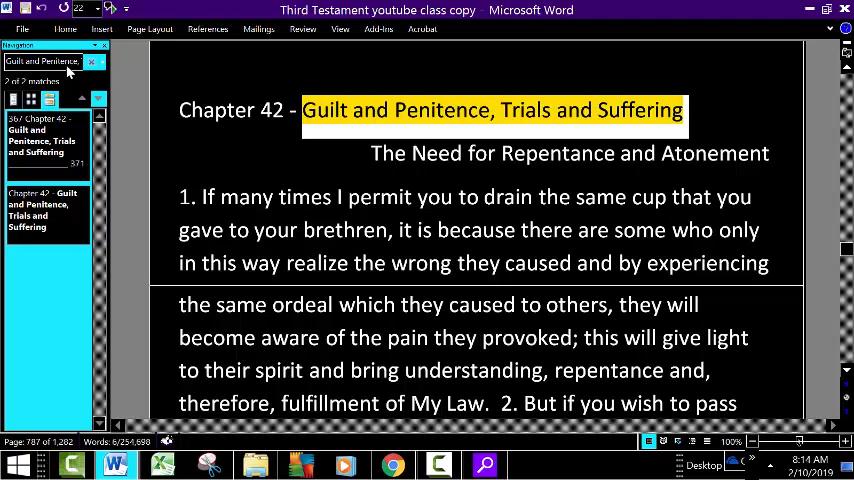 22
Third Testament youtube class copy - Microsoft Word
File Home Insert Page Layout References Mailings Review View Add-Ins Acrobat
Navigation
Guilt and Penitence, T
2 of 2 matches
367 Chapter 42 -
Guilt and
Penitence, Trials
and Suffering
____________ 371
Chapter 42 - Guilt
and Penitence,
Trials and
Suffering
Chapter 42 - Guilt and Penitence, Trials and Suffering
The Need for Repentance and Atonement
1. If many times I permit you to drain the same cup that you
gave to your brethren, it is because there are some who only
in this way realize the wrong they caused and by experiencing
the same ordeal which they caused to others, they will
become aware of the pain they provoked; this will give light
to their spirit and bring understanding, repentance and,
therefore, fulfillment of My Law. 2. But if you wish to pass
Page: 787 of 1,282 Words: 6/254,698 100%
Desktop » 8:14 AM
2/10/2019